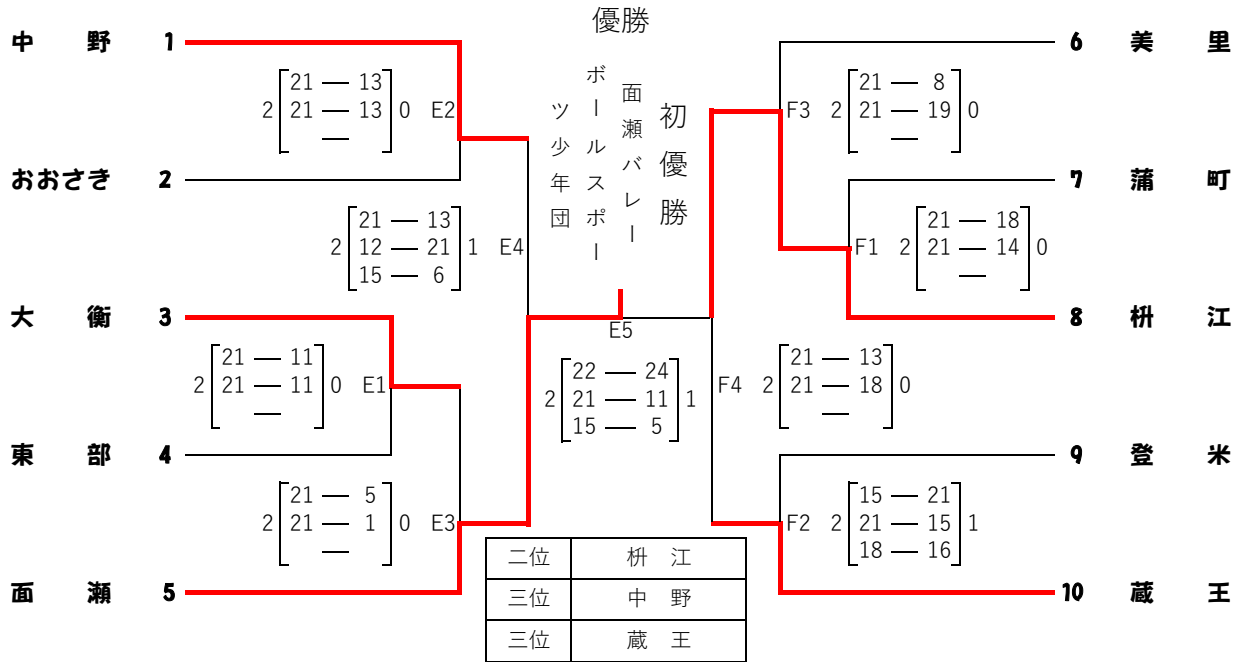 優勝
面瀬バレー
ボールスポー
ツ少年団
初優勝
中 野 1
21 — 13
2 21 — 13 0 E2
—
おおさき 2
21 — 13
2 12 — 21 1 E4
15 — 6
大 衡 3
21 — 11
2 21 — 11 0 E1
—
東 部 4
21 — 5
2 21 — 1 0 E3
—
面 瀬 5
E5
22 — 24
2 21 — 11 1
15 — 5
6 美 里
21 — 8
F3 2 21 — 19 0
—
7 蒲 町
21 — 18
F1 2 21 — 14 0
—
8 枡 江
21 — 13
F4 2 21 — 18 0
—
9 登 米
15 — 21
F2 2 21 — 15 1
18 — 16
10 蔵 王
二位 枡 江
三位 中 野
三位 蔵 王